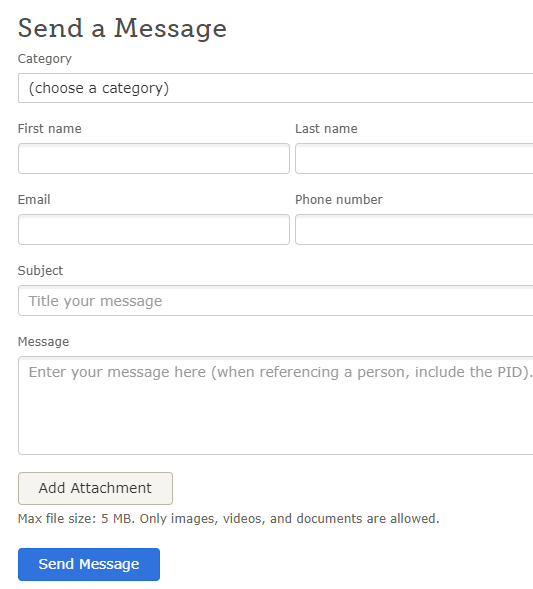 Send a Message
Category
(choose a category)
First name Last name
Email Phone number
Subject
Title your message
Message
Enter your message here (when referencing a person, include the PID).
Add Attachment
Max file size: 5 MB. Only images, videos, and documents are allowed.
Send Message